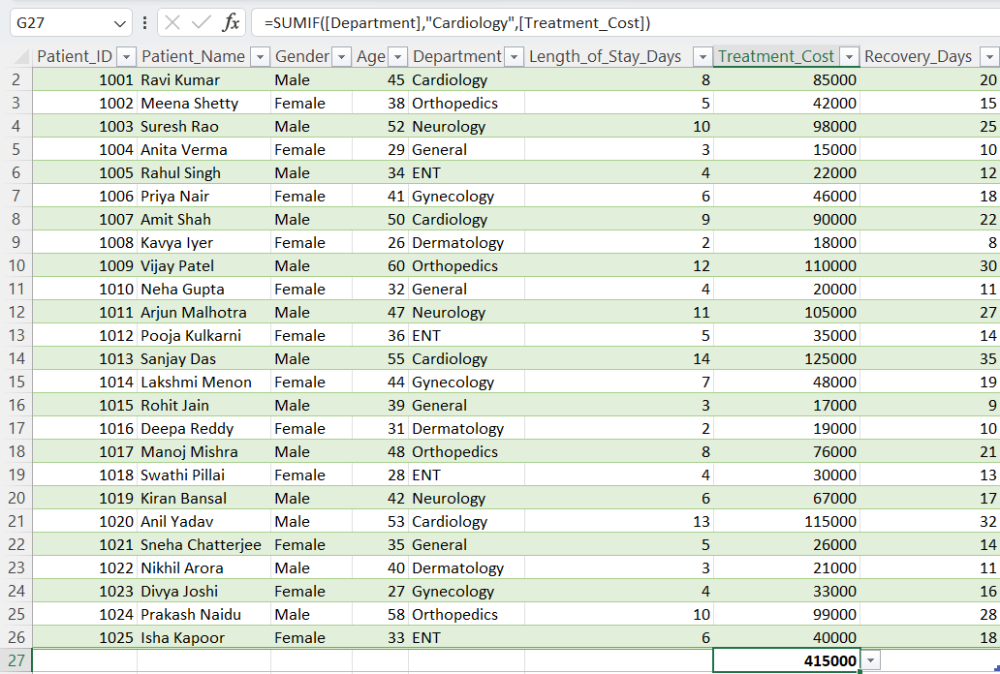 G27 fx =SUMIF([Department],"Cardiology",[Treatment_Cost])
Patient_ID Patient_Name Gender Age Department Length_of_Stay_Days Treatment_Cost Recovery_Days
2 1001 Ravi Kumar Male 45 Cardiology 8 85000 20
3 1002 Meena Shetty Female 38 Orthopedics 5 42000 15
4 1003 Suresh Rao Male 52 Neurology 10 98000 25
5 1004 Anita Verma Female 29 General 3 15000 10
6 1005 Rahul Singh Male 34 ENT 4 22000 12
7 1006 Priya Nair Female 41 Gynecology 6 46000 18
8 1007 Amit Shah Male 50 Cardiology 9 90000 22
9 1008 Kavya Iyer Female 26 Dermatology 2 18000 8
10 1009 Vijay Patel Male 60 Orthopedics 12 110000 30
11 1010 Neha Gupta Female 32 General 4 20000 11
12 1011 Arjun Malhotra Male 47 Neurology 11 105000 27
13 1012 Pooja Kulkarni Female 36 ENT 5 35000 14
14 1013 Sanjay Das Male 55 Cardiology 14 125000 35
15 1014 Lakshmi Menon Female 44 Gynecology 7 48000 19
16 1015 Rohit Jain Male 39 General 3 17000 9
17 1016 Deepa Reddy Female 31 Dermatology 2 19000 10
18 1017 Manoj Mishra Male 48 Orthopedics 8 76000 21
19 1018 Swathi Pillai Female 28 ENT 4 30000 13
20 1019 Kiran Bansal Male 42 Neurology 6 67000 17
21 1020 Anil Yadav Male 53 Cardiology 13 115000 32
22 1021 Sneha Chatterjee Female 35 General 5 26000 14
23 1022 Nikhil Arora Male 40 Dermatology 3 21000 11
24 1023 Divya Joshi Female 27 Gynecology 4 33000 16
25 1024 Prakash Naidu Male 58 Orthopedics 10 99000 28
26 1025 Isha Kapoor Female 33 ENT 6 40000 18
27 415000